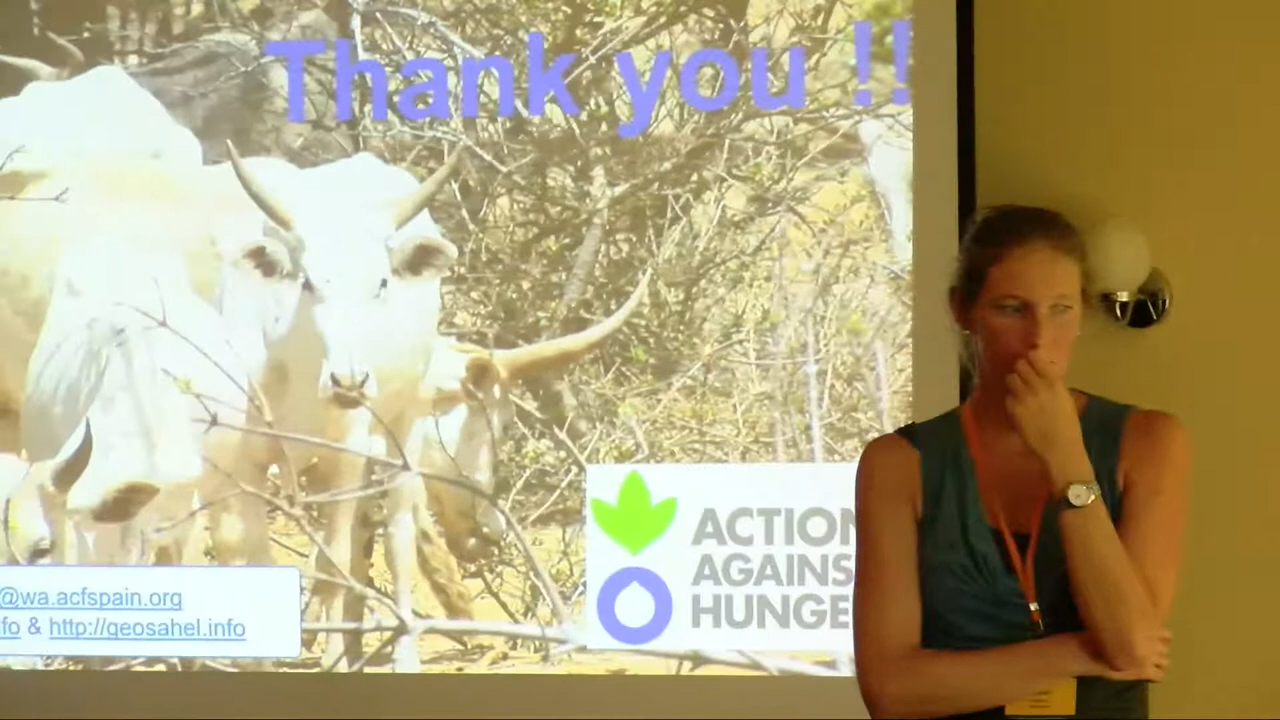 Thank you !!
ACTION
AGAINS
HUNGE
@wa.acfspain.org
fo & http://geosahel.info